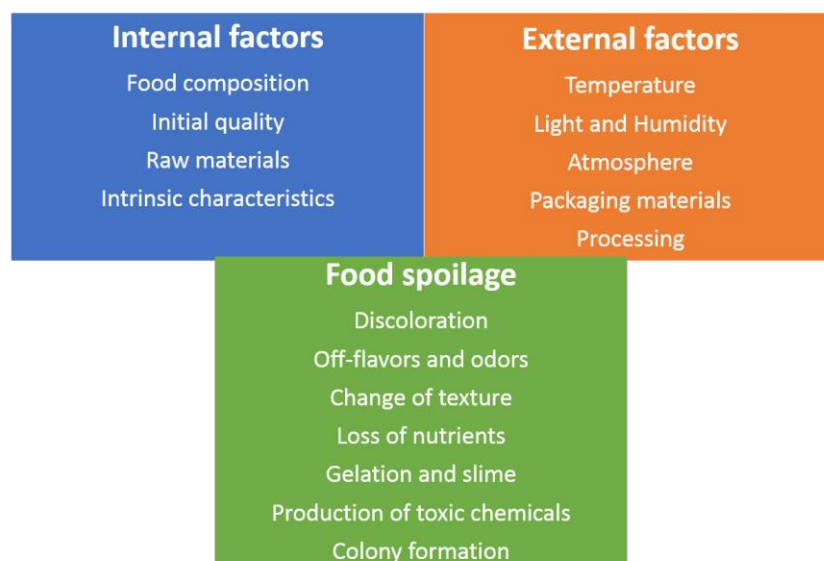 Internal factors
Food composition
Initial quality
Raw materials
Intrinsic characteristics
External factors
Temperature
Light and Humidity
Atmosphere
Packaging materials
Processing
Food spoilage
Discoloration
Off-flavors and odors
Change of texture
Loss of nutrients
Gelation and slime
Production of toxic chemicals
Colony formation